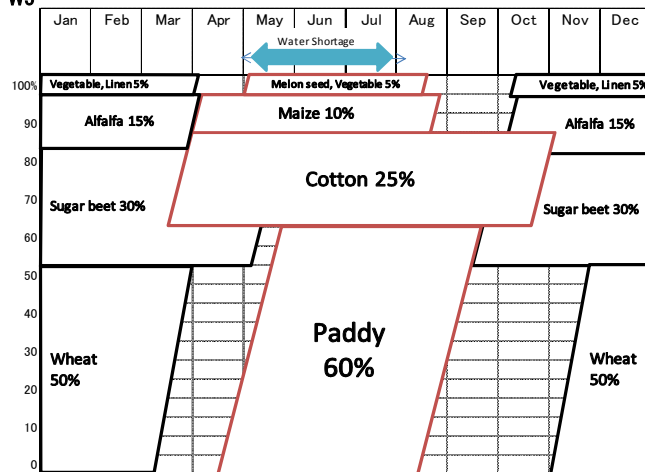 W3
Jan Feb Mar Apr May Jun Jul Aug Sep Oct Nov Dec
Water Shortage
100% Vegetable, Linen 5% Melon seed, Vegetable 5% Vegetable, Linen 5%
Maize 10%
90 Alfalfa 15% Alfalfa 15%
80
Cotton 25%
70
Sugar beet 30% Sugar beet 30%
60
50
40
Paddy
30
Wheat Wheat
60%
50% 50%
20
10
0